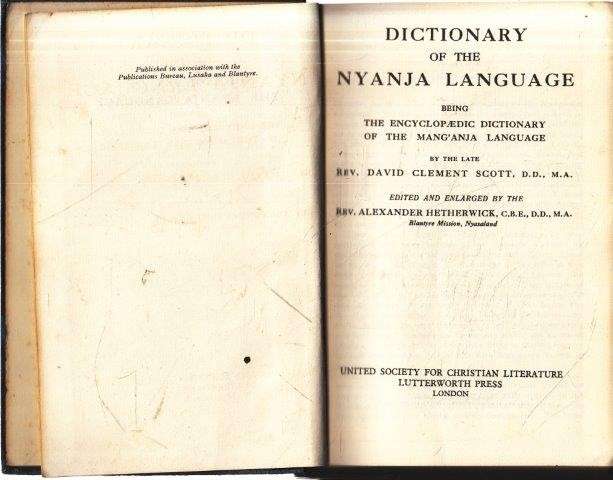 Published in association with the
Publications Bureau, Lusaka and Blantyre.
DICTIONARY
OF THE
NYANJA LANGUAGE
BEING
THE ENCYCLOPÆDIC DICTIONARY
OF THE MANG'ANJA LANGUAGE
BY THE LATE
REV. DAVID CLEMENT SCOTT, D.D., M.A.
EDITED AND ENLARGED BY THE
REV. ALEXANDER HETHERWICK, C.B.E., D.D., M.A.
Blantyre Mission, Nyasaland
UNITED SOCIETY FOR CHRISTIAN LITERATURE
LUTTERWORTH PRESS
LONDON